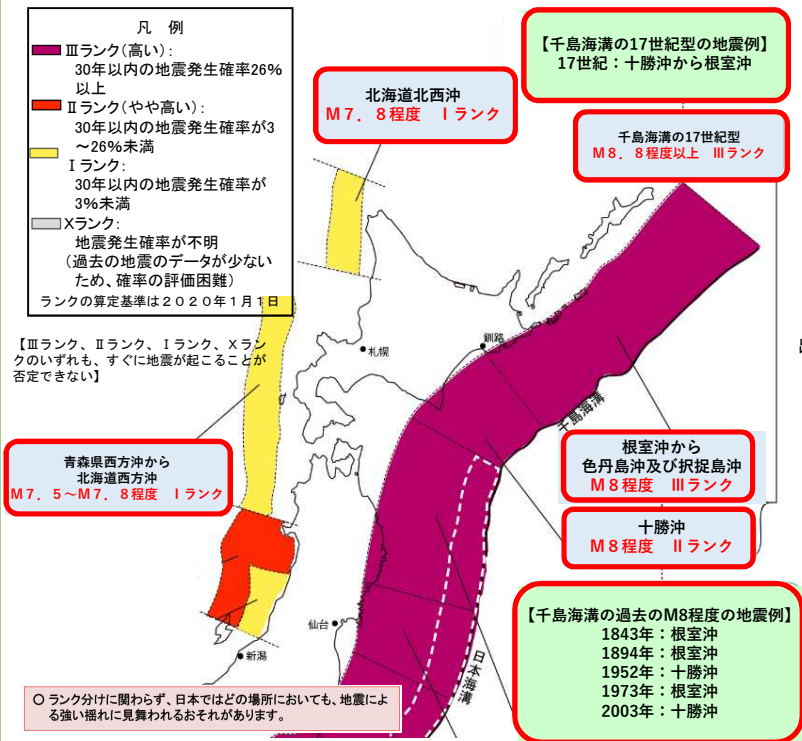 凡 例
Ⅲランク(高い):
30年以内の地震発生確率26%
以上
Ⅱランク(やや高い):
30年以内の地震発生確率が3
～26%未満
Ⅰランク:
30年以内の地震発生確率が
3%未満
Xランク:
地震発生確率が不明
(過去の地震のデータが少ない
ため、確率の評価困難)
ランクの算定基準は2020年1月1日
【Ⅲランク、Ⅱランク、Ⅰランク、Xラン
クのいずれも、すぐに地震が起こることが
否定できない】
北海道北西沖
M7．8程度 Ⅰランク
【千島海溝の17世紀型の地震例】
17世紀：十勝沖から根室沖
千島海溝の17世紀型
M8．8程度以上 Ⅲランク
札幌
釧路
千島海溝
青森県西方沖から
北海道西方沖
M7．5～M7．8程度 Ⅰランク
根室沖から
色丹島沖及び択捉島沖
M8程度 Ⅲランク
十勝沖
M8程度 Ⅱランク
仙台
新潟
日本海溝
【千島海溝の過去のM8程度の地震例】
1843年：根室沖
1894年：根室沖
1952年：十勝沖
1973年：根室沖
2003年：十勝沖
○ ランク分けに関わらず、日本ではどの場所においても、地震によ
る強い揺れに見舞われるおそれがあります。